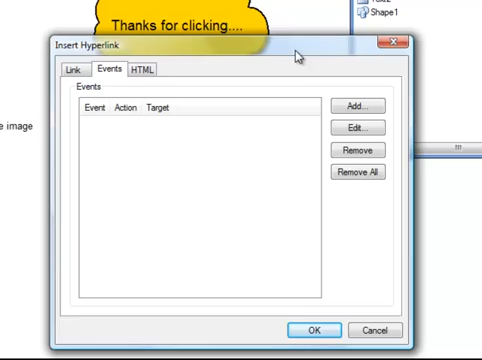 Thanks for clicking....
Shape1
Insert Hyperlink
Link Events HTML
e image
Events
Event Action Target
Add...
Edit...
Remove
Remove All
OK Cancel